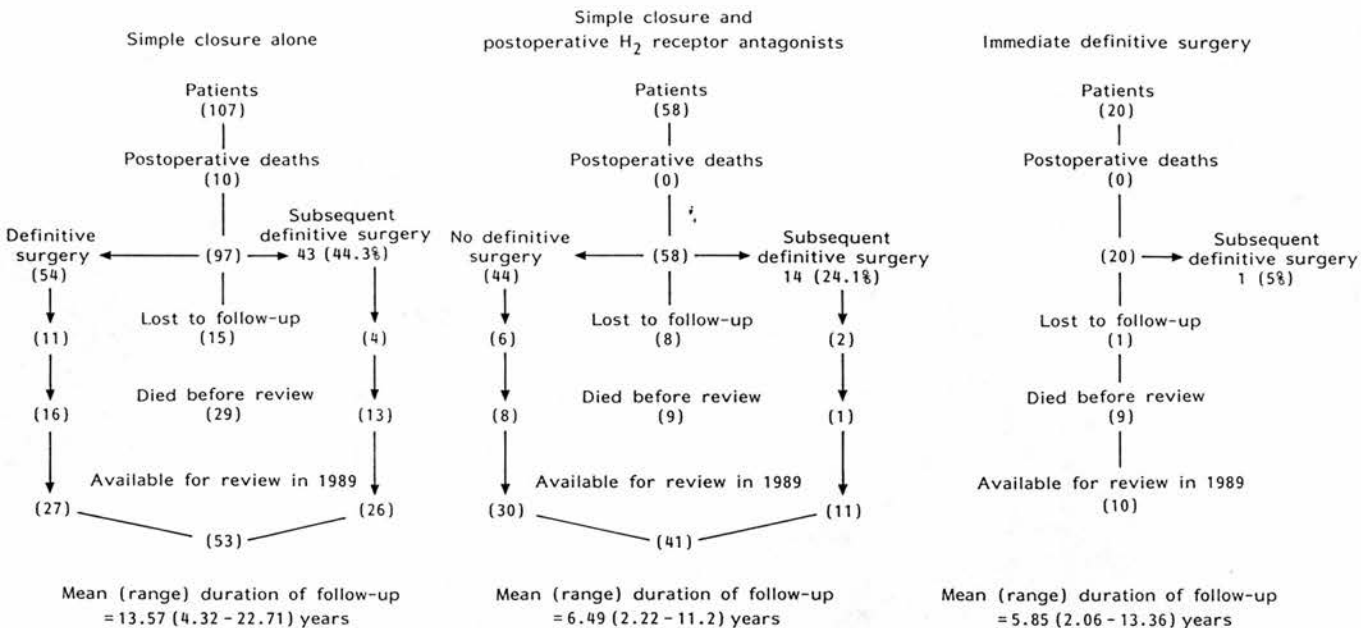 Simple closure alone
Patients
(107)
Postoperative deaths
(10)
Definitive
surgery
(54)
(97)
Subsequent
definitive surgery
43 (44.3%)
Lost to follow-up
(11)
(15)
(4)
Died before review
(16)
(29)
(13)
Available for review in 1989
(27)
(26)
(53)
Mean (range) duration of follow-up
=13.57 (4.32-22.71) years
Simple closure and
postoperative H2 receptor antagonists
Patients
(58)
Postoperative deaths
(0)
No definitive
surgery
(44)
(58)
Subsequent
definitive surgery
14 (24.1%)
Lost to follow-up
(6)
(8)
(2)
Died before review
(8)
(9)
(1)
Available for review in 1989
(30)
(11)
(41)
Mean (range) duration of follow-up
=6.49 (2.22-11.2) years
Immediate definitive surgery
Patients
(20)
Postoperative deaths
(0)
(20)
Subsequent
definitive surgery
1 (5%)
Lost to follow-up
(1)
Died before review
(9)
Available for review in 1989
(10)
Mean (range) duration of follow-up
=5.85 (2.06-13.36) years